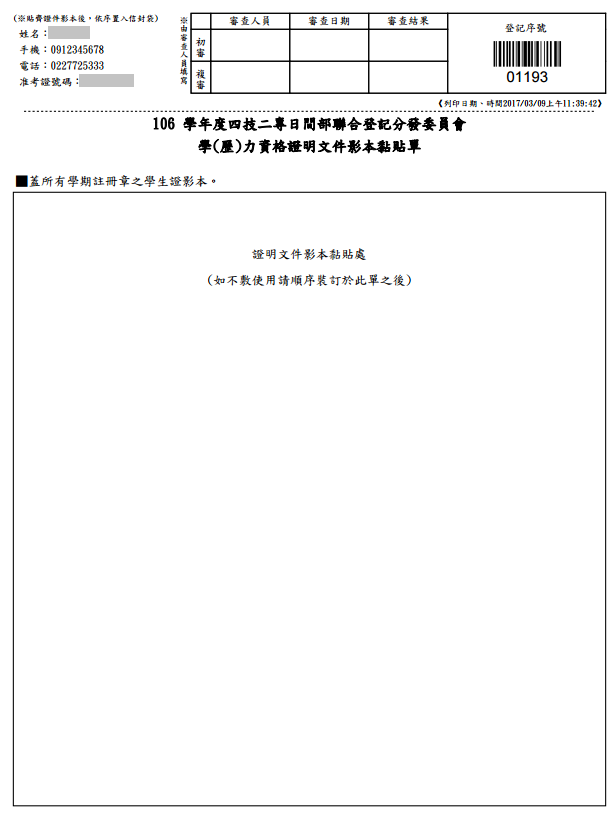 (※貼齊證件影本後，依序置入信封袋)
姓名：
手機：0912345678
電話：0227725333
准考證號碼：
※由審查人員填寫
審查人員 審查日期 審查結果
初審
複審
登記序號
01193
《列印日期、時間2017/03/09上午11:39:42》
106 學年度四技二專日間部聯合登記分發委員會
學(歷)力資格證明文件影本黏貼單
■蓋所有學期註冊章之學生證影本。
證明文件影本黏貼處
(如不敷使用請順序裝訂於此單之後)